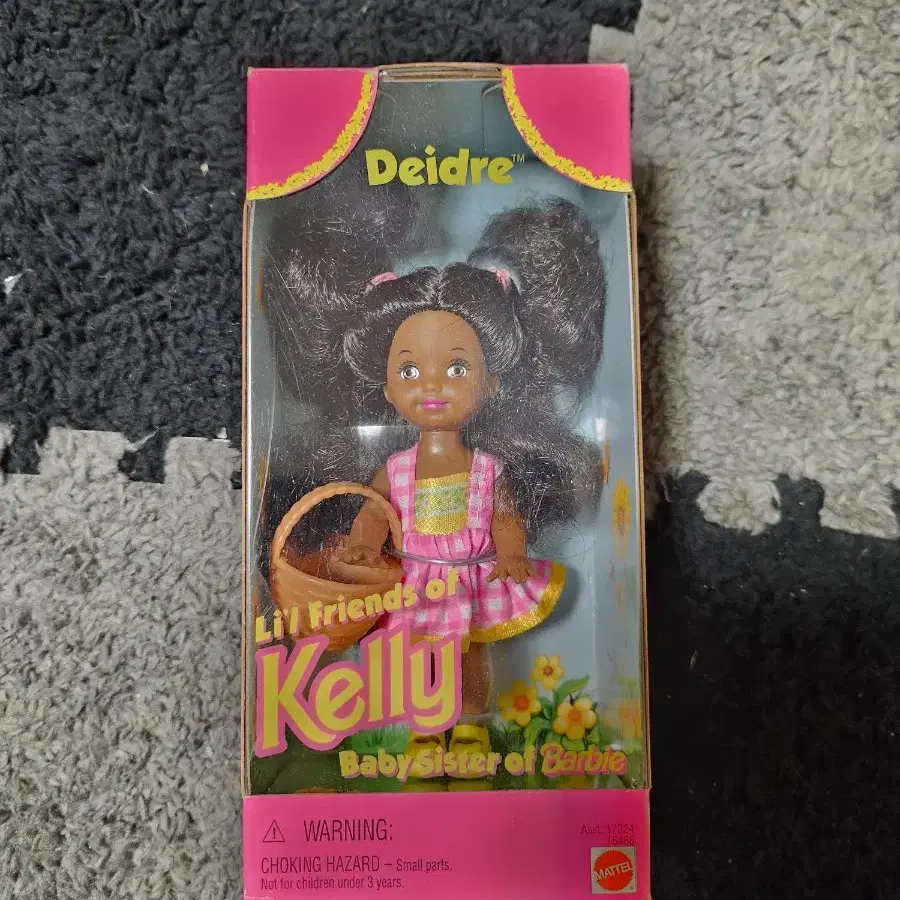 Deidre™
Li'l Friends of
Kelly
Baby Sister of Barbie
WARNING:
CHOKING HAZARD – Small parts.
Not for children under 3 years.
Asst. 17324
16466
MATTEL